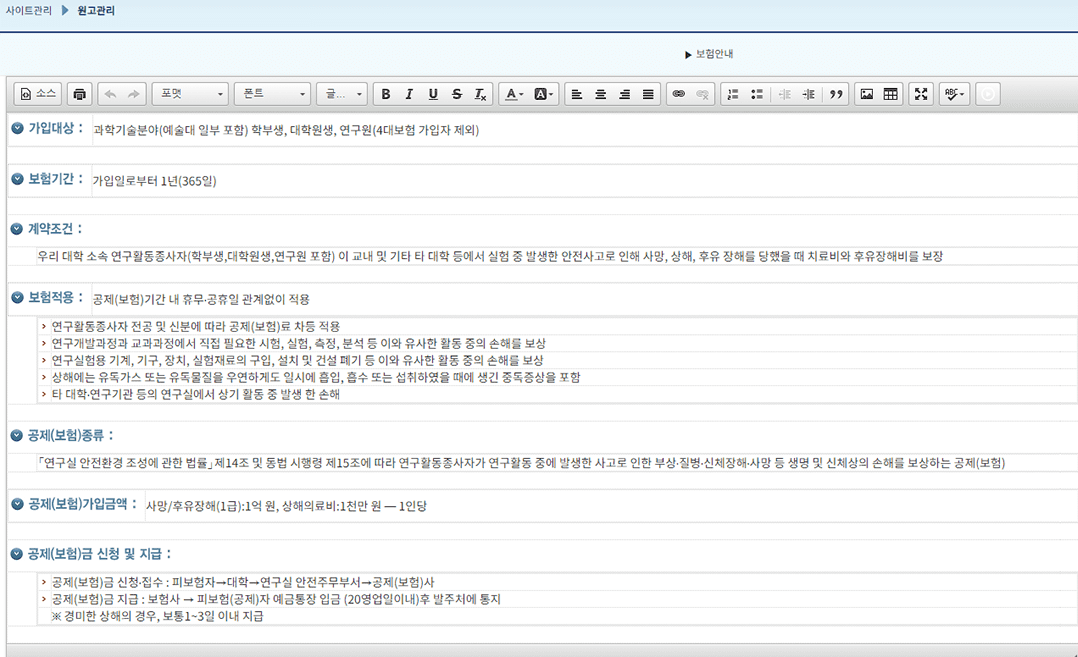 사이트관리 ▶ 원고관리
▶ 보험안내
소스 포맷 폰트 글... B I U S Tx A A ABC
가입대상 : 과학기술분야(예술대 일부 포함) 학부생, 대학원생, 연구원(4대보험 가입자 제외)
보험기간 : 가입일로부터 1년(365일)
계약조건 :
우리 대학 소속 연구활동종사자(학부생,대학원생,연구원 포함) 이 교내 및 기타 타 대학 등에서 실험 중 발생한 안전사고로 인해 사망, 상해, 후유 장해를 당했을 때 치료비와 후유장해비를 보장
보험적용 : 공제(보험)기간 내 휴무·공휴일 관계없이 적용
› 연구활동종사자 전공 및 신분에 따라 공제(보험)료 차등 적용
› 연구개발과정과 교과과정에서 직접 필요한 시험, 실험, 측정, 분석 등 이와 유사한 활동 중의 손해를 보상
› 연구실험용 기계, 기구, 장치, 실험재료의 구입, 설치 및 건설 폐기 등 이와 유사한 활동 중의 손해를 보상
› 상해에는 유독가스 또는 유독물질을 우연하게도 일시에 흡입, 흡수 또는 섭취하였을 때에 생긴 중독증상을 포함
› 타 대학·연구기관 등의 연구실에서 상기 활동 중 발생 한 손해
공제(보험)종류 :
「연구실 안전환경 조성에 관한 법률」제14조 및 동법 시행령 제15조에 따라 연구활동종사자가 연구활동 중에 발생한 사고로 인한 부상·질병·신체장해·사망 등 생명 및 신체상의 손해를 보상하는 공제(보험)
공제(보험)가입금액 : 사망/후유장해(1급):1억 원, 상해의료비:1천만 원 — 1인당
공제(보험)금 신청 및 지급 :
› 공제(보험)금 신청·접수 : 피보험자→대학→연구실 안전주무부서→공제(보험)사
› 공제(보험)금 지급 : 보험사 → 피보험(공제)자 예금통장 입금 (20영업일이내)후 발주처에 통지
※ 경미한 상해의 경우, 보통1~3일 이내 지급